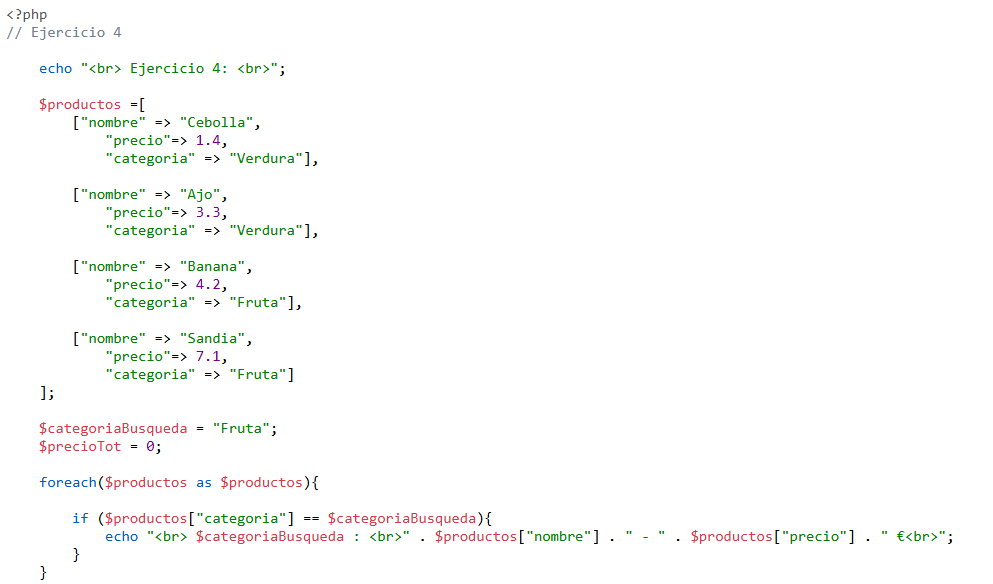 <?php
// Ejercicio 4
echo "<br> Ejercicio 4: <br>";
$productos =[
["nombre" => "Cebolla",
"precio"=> 1.4,
"categoria" => "Verdura"],
["nombre" => "Ajo",
"precio"=> 3.3,
"categoria" => "Verdura"],
["nombre" => "Banana",
"precio"=> 4.2,
"categoria" => "Fruta"],
["nombre" => "Sandia",
"precio"=> 7.1,
"categoria" => "Fruta"]
];
$categoriaBusqueda = "Fruta";
$precioTot = 0;
foreach($productos as $productos){
if ($productos["categoria"] == $categoriaBusqueda){
echo "<br> $categoriaBusqueda : <br>" . $productos["nombre"] . " - " . $productos["precio"] . " €<br>";
}
}